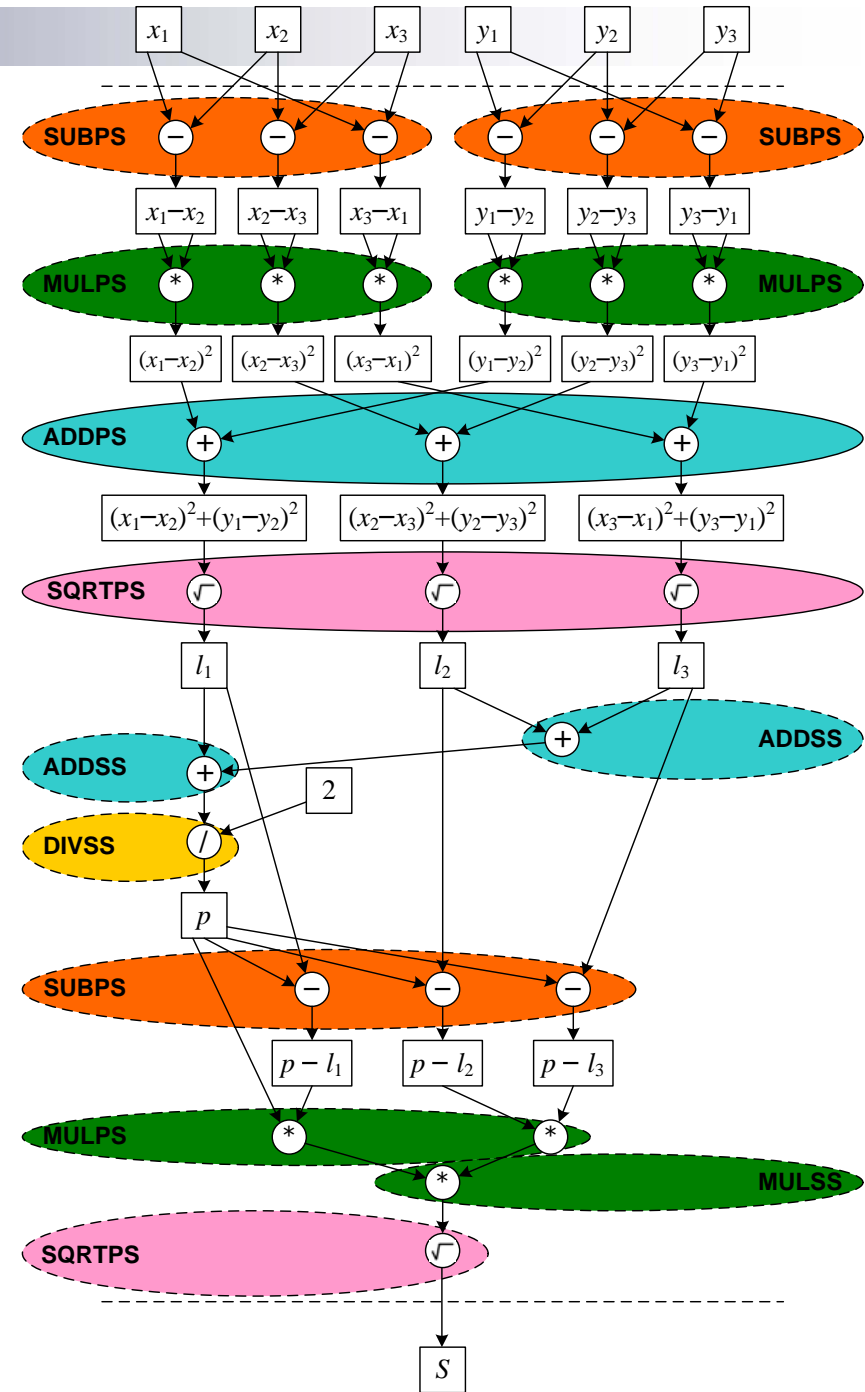 x₁ x₂ x₃ y₁ y₂ y₃
SUBPS − − − − − − SUBPS
x₁−x₂ x₂−x₃ x₃−x₁ y₁−y₂ y₂−y₃ y₃−y₁
MULPS * * * * * * MULPS
(x₁−x₂)² (x₂−x₃)² (x₃−x₁)² (y₁−y₂)² (y₂−y₃)² (y₃−y₁)²
ADDPS + + +
(x₁−x₂)²+(y₁−y₂)² (x₂−x₃)²+(y₂−y₃)² (x₃−x₁)²+(y₃−y₁)²
SQRTPS √ √ √
l₁ l₂ l₃
+ ADDSS
ADDSS +
2
DIVSS /
p
SUBPS − − −
p − l₁ p − l₂ p − l₃
MULPS * *
* MULSS
SQRTPS √
S